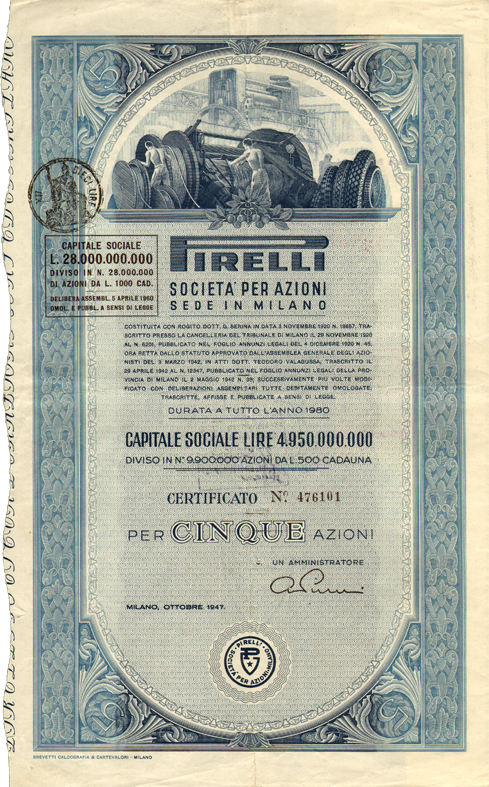 DIECI LIRE
CAPITALE SOCIALE
L. 28.000.000.000
DIVISO IN N. 28.000.000
DI AZIONI DA L. 1000 CAD.
DELIBERA ASSEMBL. 5 APRILE 1960
OMOL. E PUBBL. A SENSI DI LEGGE
PIRELLI
SOCIETA' PER AZIONI
SEDE IN MILANO
COSTITUITA CON ROGITO DOTT. G. SERINA IN DATA 3 NOVEMBRE 1920 N. 19857, TRA-
SCRITTO PRESSO LA CANCELLERIA DEL TRIBUNALE DI MILANO IL 29 NOVEMBRE 1920
AL N. 6203, PUBBLICATO NEL FOGLIO ANNUNZI LEGALI DEL 4 DICEMBRE 1920 N. 45,
ORA RETTA DALLO STATUTO APPROVATO DALL'ASSEMBLEA GENERALE DEGLI AZIO-
NISTI DEL 3 MARZO 1942, IN ATTI DOTT. TEODORO VALAGUSSA, TRASCRITTO IL
29 APRILE 1942 AL N. 12347, PUBBLICATO NEL FOGLIO ANNUNZI LEGALI DELLA PRO-
VINCIA DI MILANO IL 2 MAGGIO 1942 N. 98; SUCCESSIVAMENTE PIÙ VOLTE MODI-
FICATO CON DELIBERAZIONI ASSEMBLEARI TUTTE DEBITAMENTE OMOLOGATE,
TRASCRITTE, AFFISSE E PUBBLICATE A SENSI DI LEGGE.
DURATA A TUTTO L'ANNO 1980
CAPITALE SOCIALE LIRE 4.950.000.000
DIVISO IN N° 9.900.000 AZIONI DA L. 500 CADAUNA
CERTIFICATO N° 476101
PER CINQUE AZIONI
UN AMMINISTRATORE
MILANO, OTTOBRE 1947.
PIRELLI
SOCIETÀ PER AZIONI MILANO
P
BREVETTI CALCOGRAFIA & CARTEVALORI - MILANO